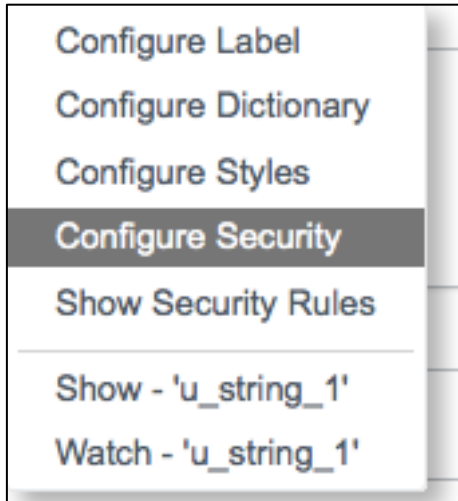 Configure Label
Configure Dictionary
Configure Styles
Configure Security
Show Security Rules
Show - 'u_string_1'
Watch - 'u_string_1'